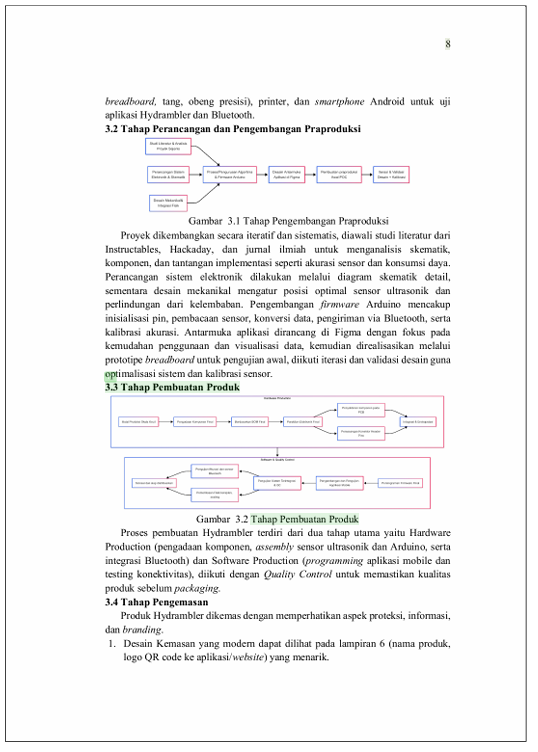 8
breadboard, tang, obeng presisi), printer, dan smartphone Android untuk uji
aplikasi Hydrambler dan Bluetooth.
3.2 Tahap Perancangan dan Pengembangan Praproduksi
Gambar 3.1 Tahap Pengembangan Praproduksi
Proyek dikembangkan secara iteratif dan sistematis, diawali studi literatur dari
Instructables, Hackaday, dan jurnal ilmiah untuk menganalisis skematik,
komponen, dan tantangan implementasi seperti akurasi sensor dan konsumsi daya.
Perancangan sistem elektronik dilakukan melalui diagram skematik detail,
sementara desain mekanikal mengatur posisi optimal sensor ultrasonik dan
perlindungan dari kelembaban. Pengembangan firmware Arduino mencakup
inisialisasi pin, pembacaan sensor, konversi data, pengiriman via Bluetooth, serta
kalibrasi akurasi. Antarmuka aplikasi dirancang di Figma dengan fokus pada
kemudahan penggunaan dan visualisasi data, kemudian direalisasikan melalui
prototipe breadboard untuk pengujian awal, diikuti iterasi dan validasi desain guna
optimalisasi sistem dan kalibrasi sensor.
3.3 Tahap Pembuatan Produk
Gambar 3.2 Tahap Pembuatan Produk
Proses pembuatan Hydrambler terdiri dari dua tahap utama yaitu Hardware
Production (pengadaan komponen, assembly sensor ultrasonik dan Arduino, serta
integrasi Bluetooth) dan Software Production (programming aplikasi mobile dan
testing konektivitas), diikuti dengan Quality Control untuk memastikan kualitas
produk sebelum packaging.
3.4 Tahap Pengemasan
Produk Hydrambler dikemas dengan memperhatikan aspek proteksi, informasi,
dan branding.
1. Desain Kemasan yang modern dapat dilihat pada lampiran 6 (nama produk,
logo QR code ke aplikasi/website) yang menarik.